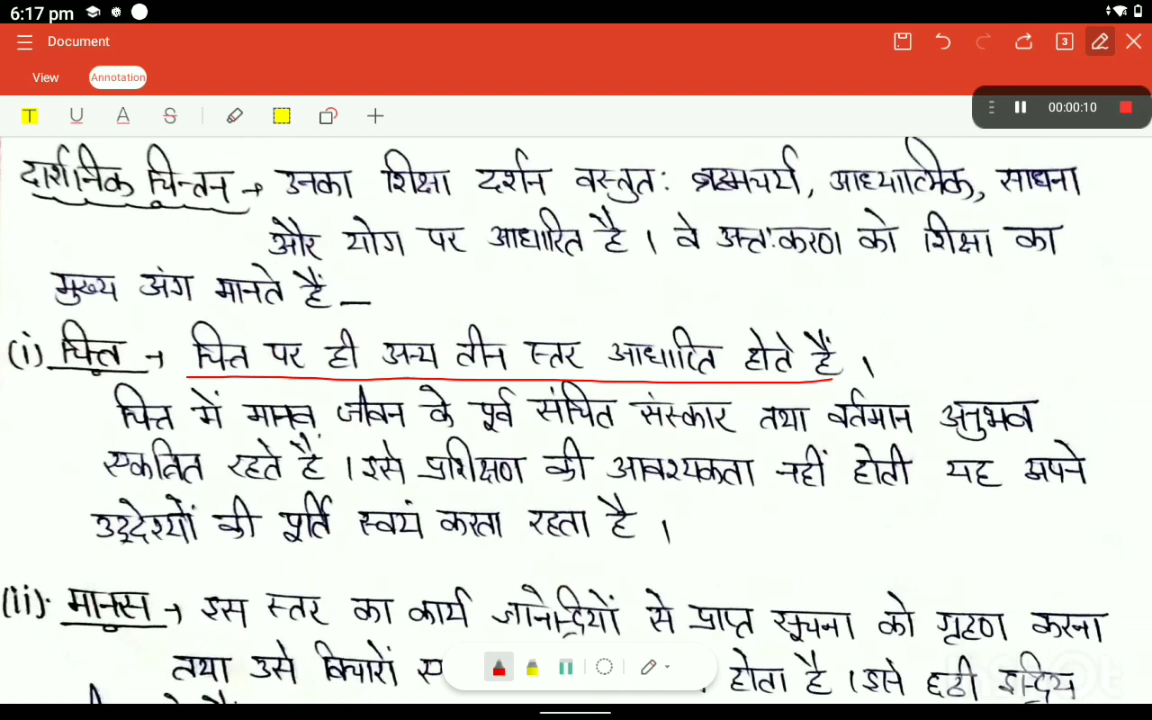 6:17 pm
Document
3
View
Annotation
T U A S
00:00:10
दार्शनिक चिन्तन → उनका शिक्षा दर्शन वस्तुतः ब्रह्मचर्य, आध्यात्मिक, साधना
और योग पर आधारित है। वे अन्तःकरण को शिक्षा का
मुख्य अंग मानते हैं –
(i) चित्त → चित्त पर ही अन्य तीन स्तर आधारित होते हैं।
चित्त में मानव जीवन के पूर्व संचित संस्कार तथा वर्तमान अनुभव
एकत्रित रहते हैं। इसे प्रशिक्षण की आवश्यकता नहीं होती यह अपने
उद्देश्यों की पूर्ति स्वयं करता रहता है।
(ii). मानस → इस स्तर का कार्य ज्ञानेन्द्रियों से प्राप्त सूचना को ग्रहण करना
तथा उसे विचारों होता है। इसे छठी इन्द्रिय